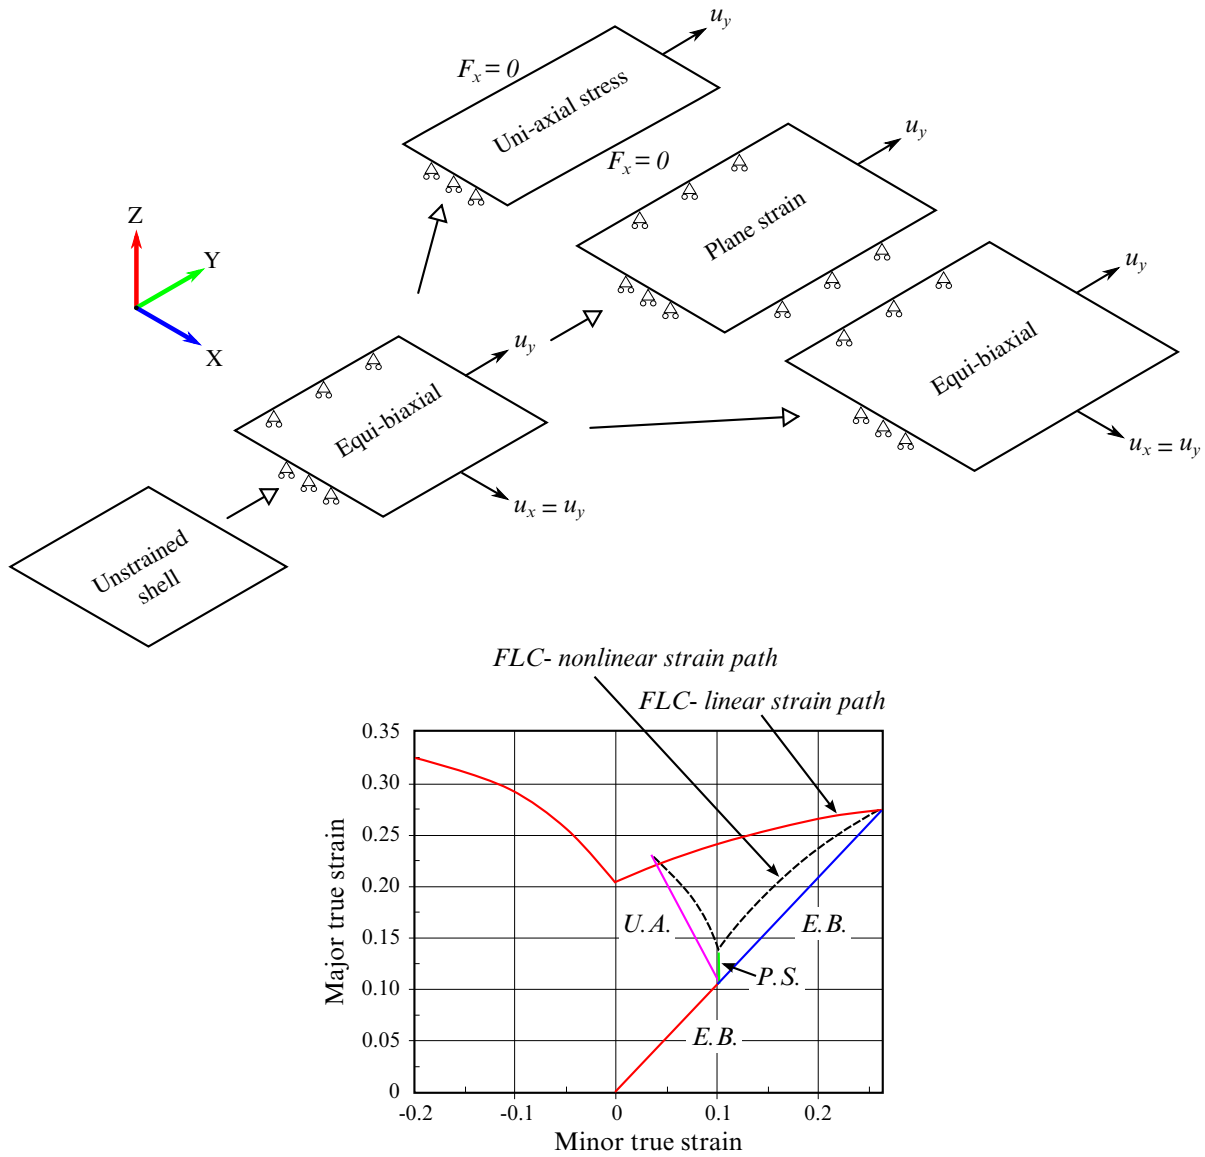 u_y
F_x = 0
Uni-axial stress
F_x = 0
u_y
Plane strain
Z
Y
X
u_y
Equi-biaxial
u_x = u_y
u_y
Equi-biaxial
u_x = u_y
Unstrained
shell
FLC- nonlinear strain path
FLC- linear strain path
0.35
0.30
0.25
0.20
0.15
0.10
0.05
0
Major true strain
U.A.
E.B.
P.S.
E.B.
-0.2
-0.1
0
0.1
0.2
Minor true strain